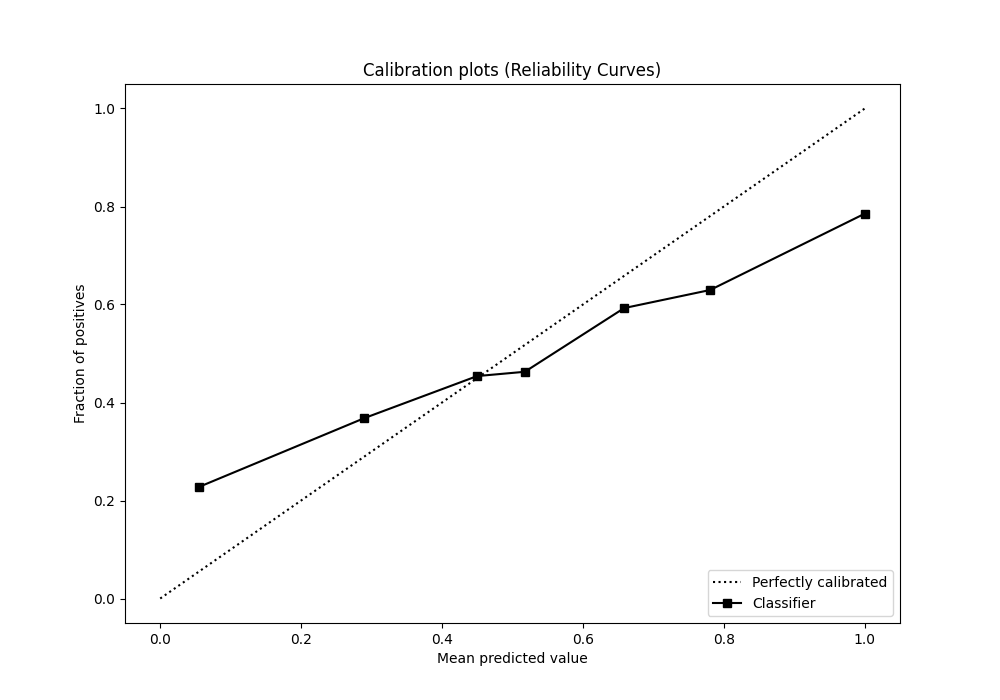 Calibration plots (Reliability Curves)
Fraction of positives
1.0
0.8
0.6
0.4
0.2
0.0
Perfectly calibrated
Classifier
0.0 0.2 0.4 0.6 0.8 1.0
Mean predicted value